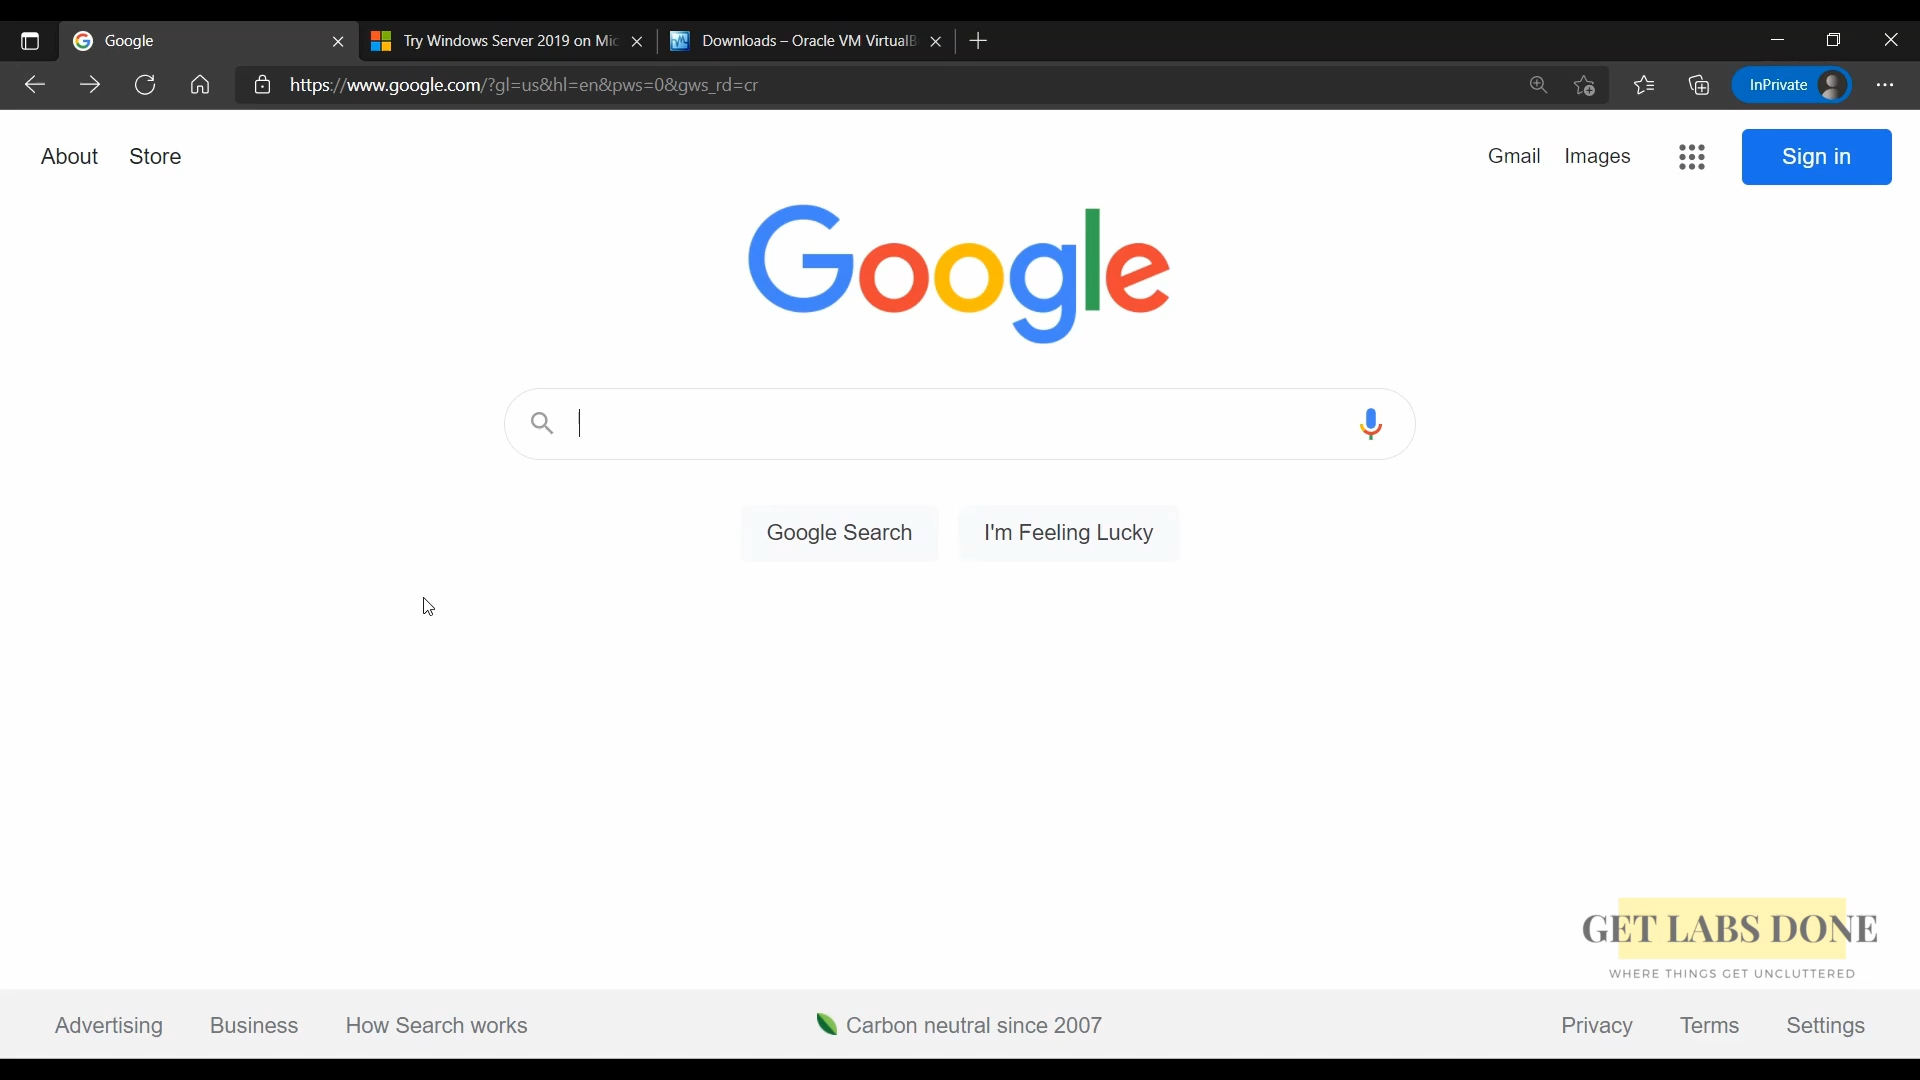 Google
Try Windows Server 2019 on Mic
Downloads – Oracle VM VirtualB
https://www.google.com/?gl=us&hl=en&pws=0&gws_rd=cr
InPrivate
About Store
Gmail Images
Sign in
Google
Google Search
I'm Feeling Lucky
GET LABS DONE
WHERE THINGS GET UNCLUTTERED
Advertising Business How Search works
Carbon neutral since 2007
Privacy Terms Settings